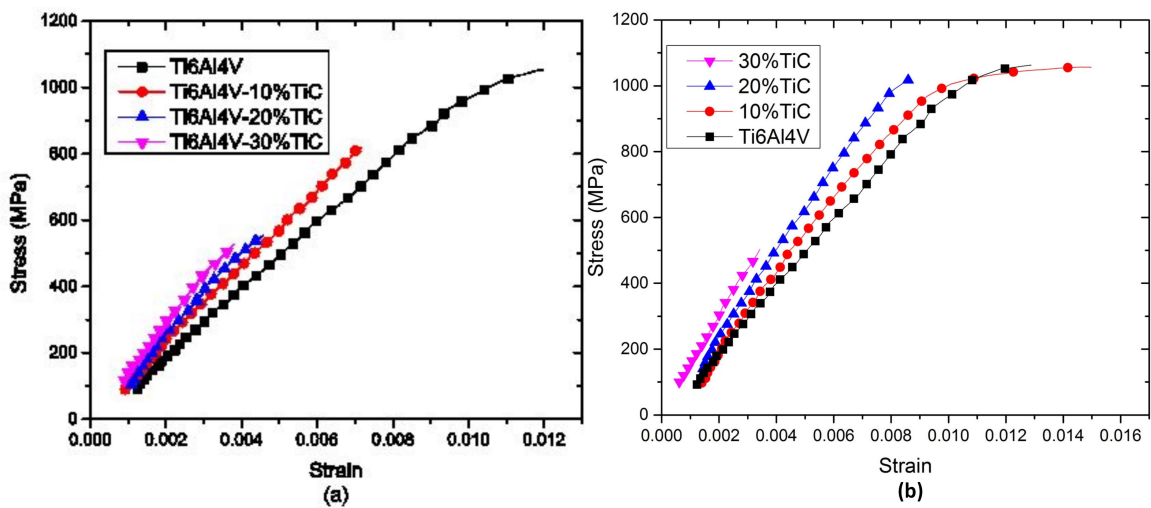 1200
1000
800
600
400
200
0
Stress (MPa)
Ti6Al4V
Ti6Al4V-10%TiC
Ti6Al4V-20%TiC
Ti6Al4V-30%TiC
0.000 0.002 0.004 0.006 0.008 0.010 0.012
Strain
(a)
1200
1000
800
600
400
200
0
Stress (MPa)
30%TiC
20%TiC
10%TiC
Ti6Al4V
0.000 0.002 0.004 0.006 0.008 0.010 0.012 0.014 0.016
Strain
(b)